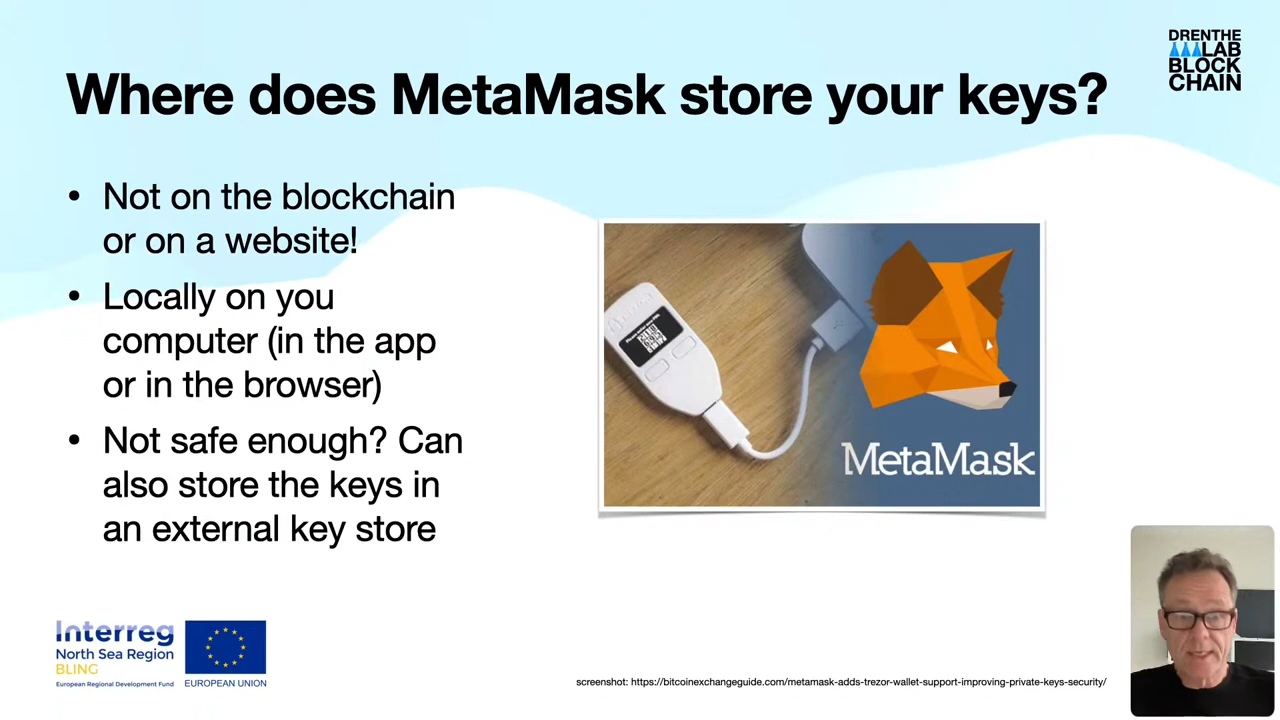 DRENTHE
LAB
BLOCK
CHAIN
Where does MetaMask store your keys?
• Not on the blockchain
or on a website!
• Locally on you
computer (in the app
or in the browser)
• Not safe enough? Can
also store the keys in
an external key store
MetaMask
Interreg
North Sea Region
BLING
European Regional Development Fund
EUROPEAN UNION
screenshot: https://bitcoinexchangeguide.com/metamask-adds-trezor-wallet-support-improving-private-keys-security/